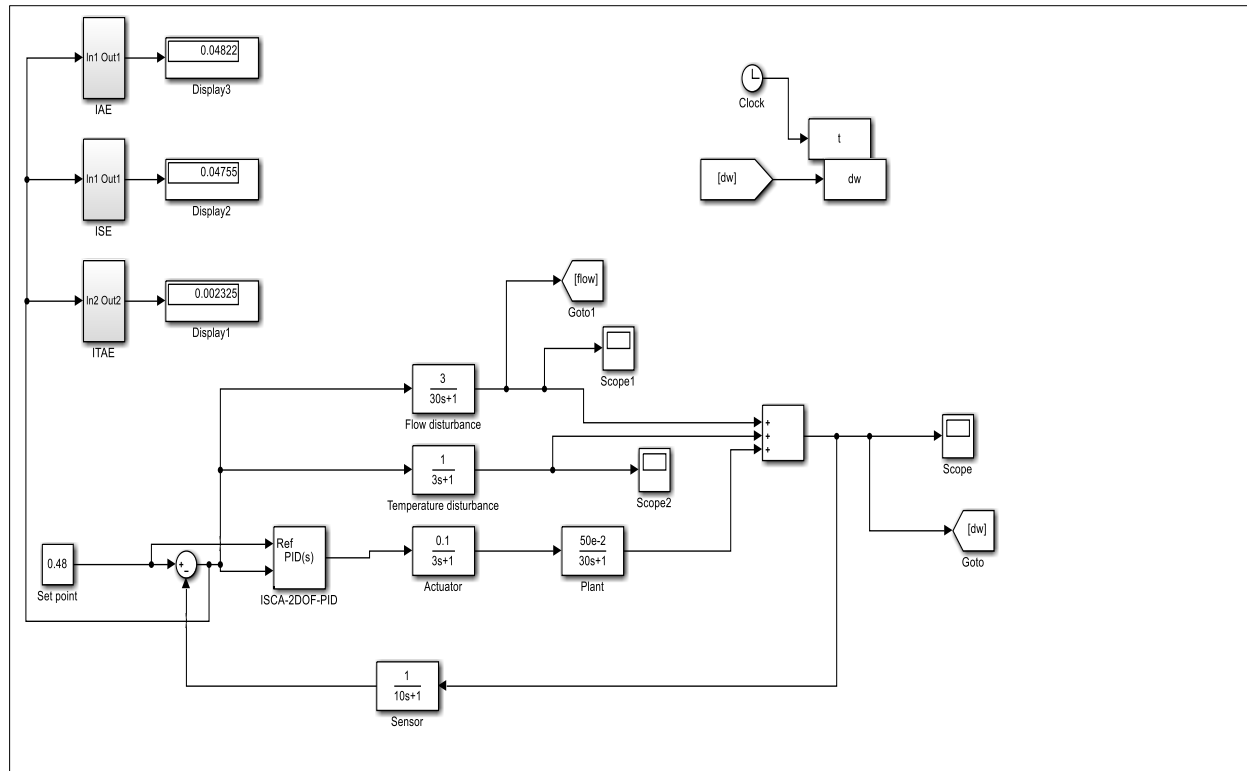 In1 Out1
0.04822
Display3
IAE
Clock
t
In1 Out1
0.04755
Display2
ISE
[dw]
dw
In2 Out2
0.002325
Display1
ITAE
[flow]
Goto1
Scope1
3
30s+1
Flow disturbance
+
+
+
Scope
1
3s+1
Temperature disturbance
Scope2
[dw]
Goto
0.48
Set point
+
-
Ref
PID(s)
ISCA-2DOF-PID
0.1
3s+1
Actuator
50e-2
30s+1
Plant
1
10s+1
Sensor